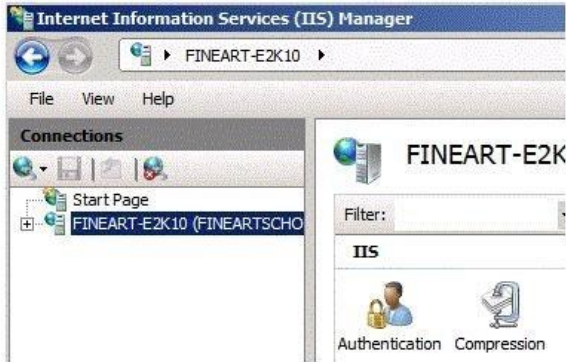 Internet Information Services (IIS) Manager
FINEART-E2K10
File View Help
Connections
Start Page
FINEART-E2K10 (FINEARTSCHO
FINEART-E2K
Filter:
IIS
Authentication Compression